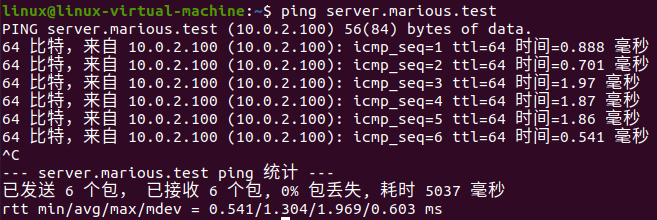 linux@linux-virtual-machine:~$ ping server.marious.test
PING server.marious.test (10.0.2.100) 56(84) bytes of data.
64 比特，来自 10.0.2.100 (10.0.2.100): icmp_seq=1 ttl=64 时间=0.888 毫秒
64 比特，来自 10.0.2.100 (10.0.2.100): icmp_seq=2 ttl=64 时间=0.701 毫秒
64 比特，来自 10.0.2.100 (10.0.2.100): icmp_seq=3 ttl=64 时间=1.97 毫秒
64 比特，来自 10.0.2.100 (10.0.2.100): icmp_seq=4 ttl=64 时间=1.87 毫秒
64 比特，来自 10.0.2.100 (10.0.2.100): icmp_seq=5 ttl=64 时间=1.86 毫秒
64 比特，来自 10.0.2.100 (10.0.2.100): icmp_seq=6 ttl=64 时间=0.541 毫秒
^C
--- server.marious.test ping 统计 ---
已发送 6 个包， 已接收 6 个包, 0% 包丢失, 耗时 5037 毫秒
rtt min/avg/max/mdev = 0.541/1.304/1.969/0.603 ms